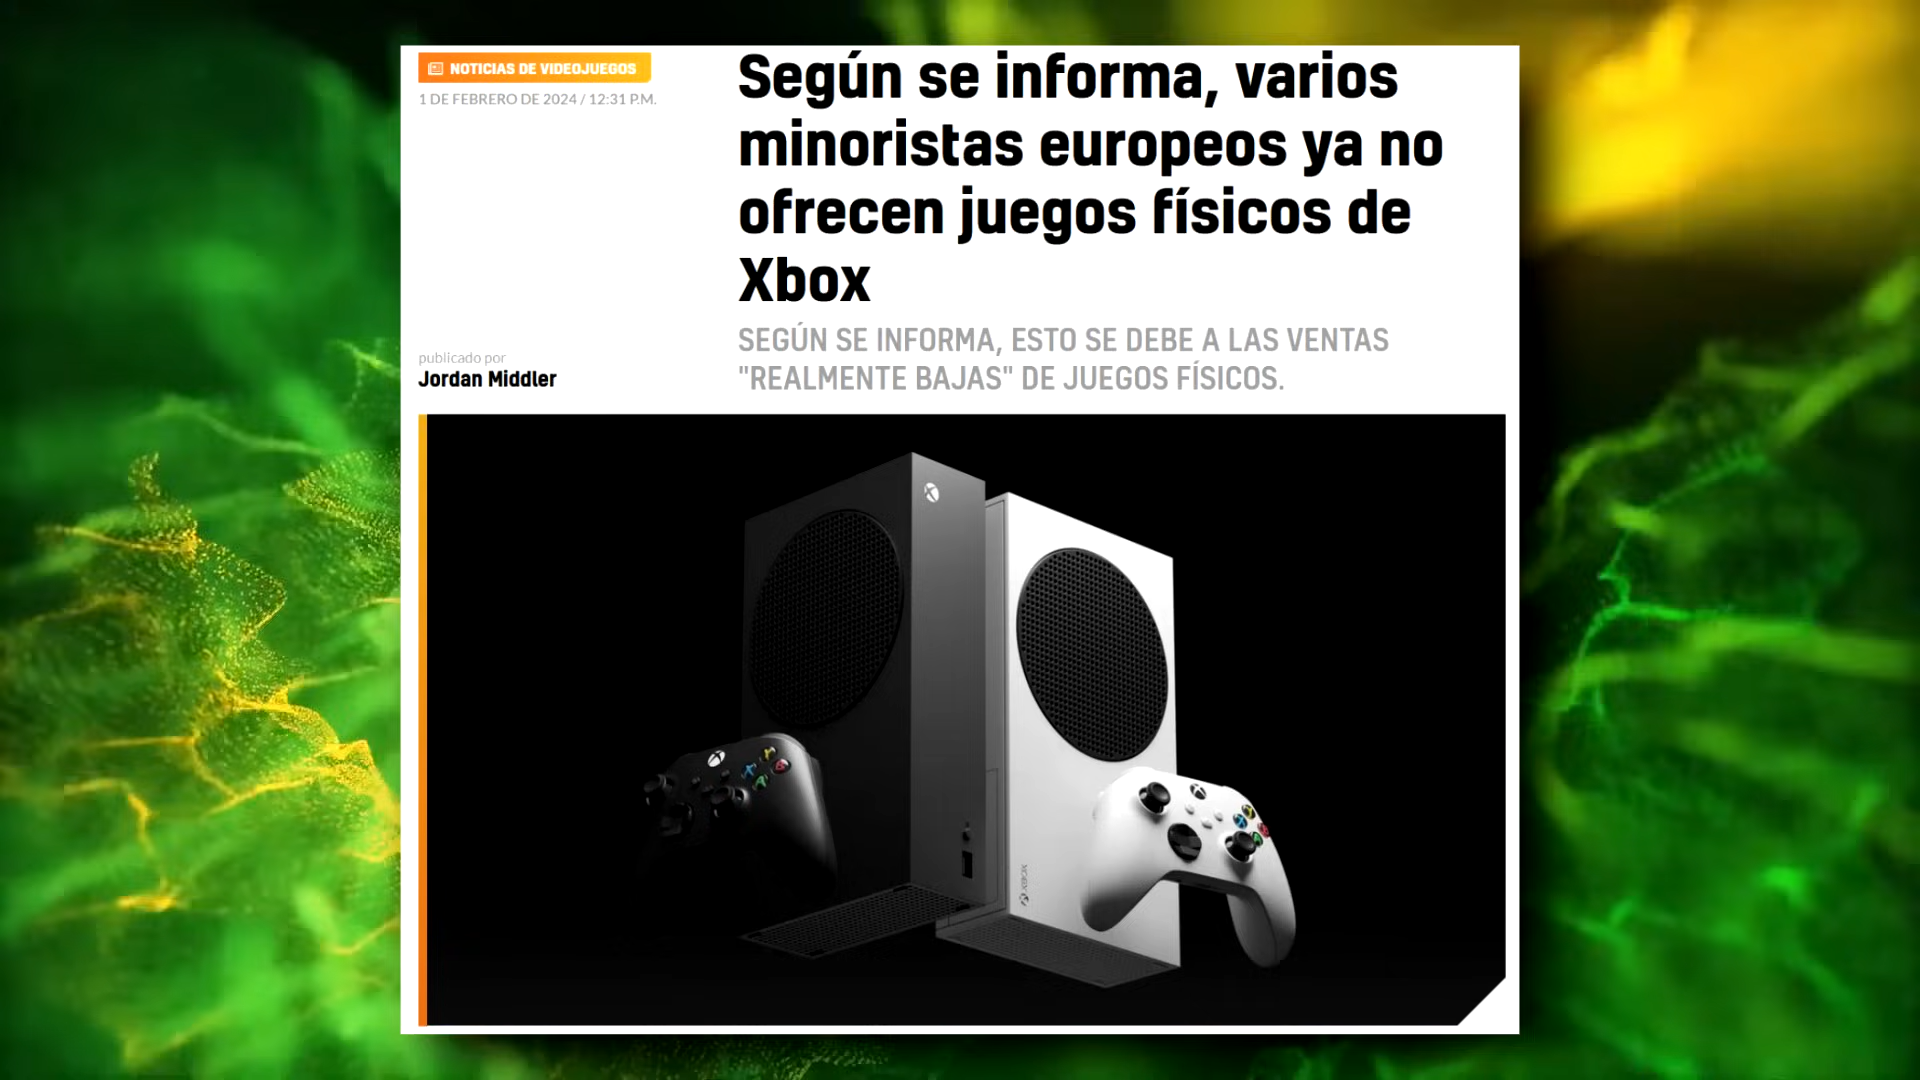 NOTICIAS DE VIDEOJUEGOS
1 DE FEBRERO DE 2024 / 12:31 P.M.
Según se informa, varios
minoristas europeos ya no
ofrecen juegos físicos de
Xbox
SEGÚN SE INFORMA, ESTO SE DEBE A LAS VENTAS
"REALMENTE BAJAS" DE JUEGOS FÍSICOS.
publicado por
Jordan Middler
XBOX